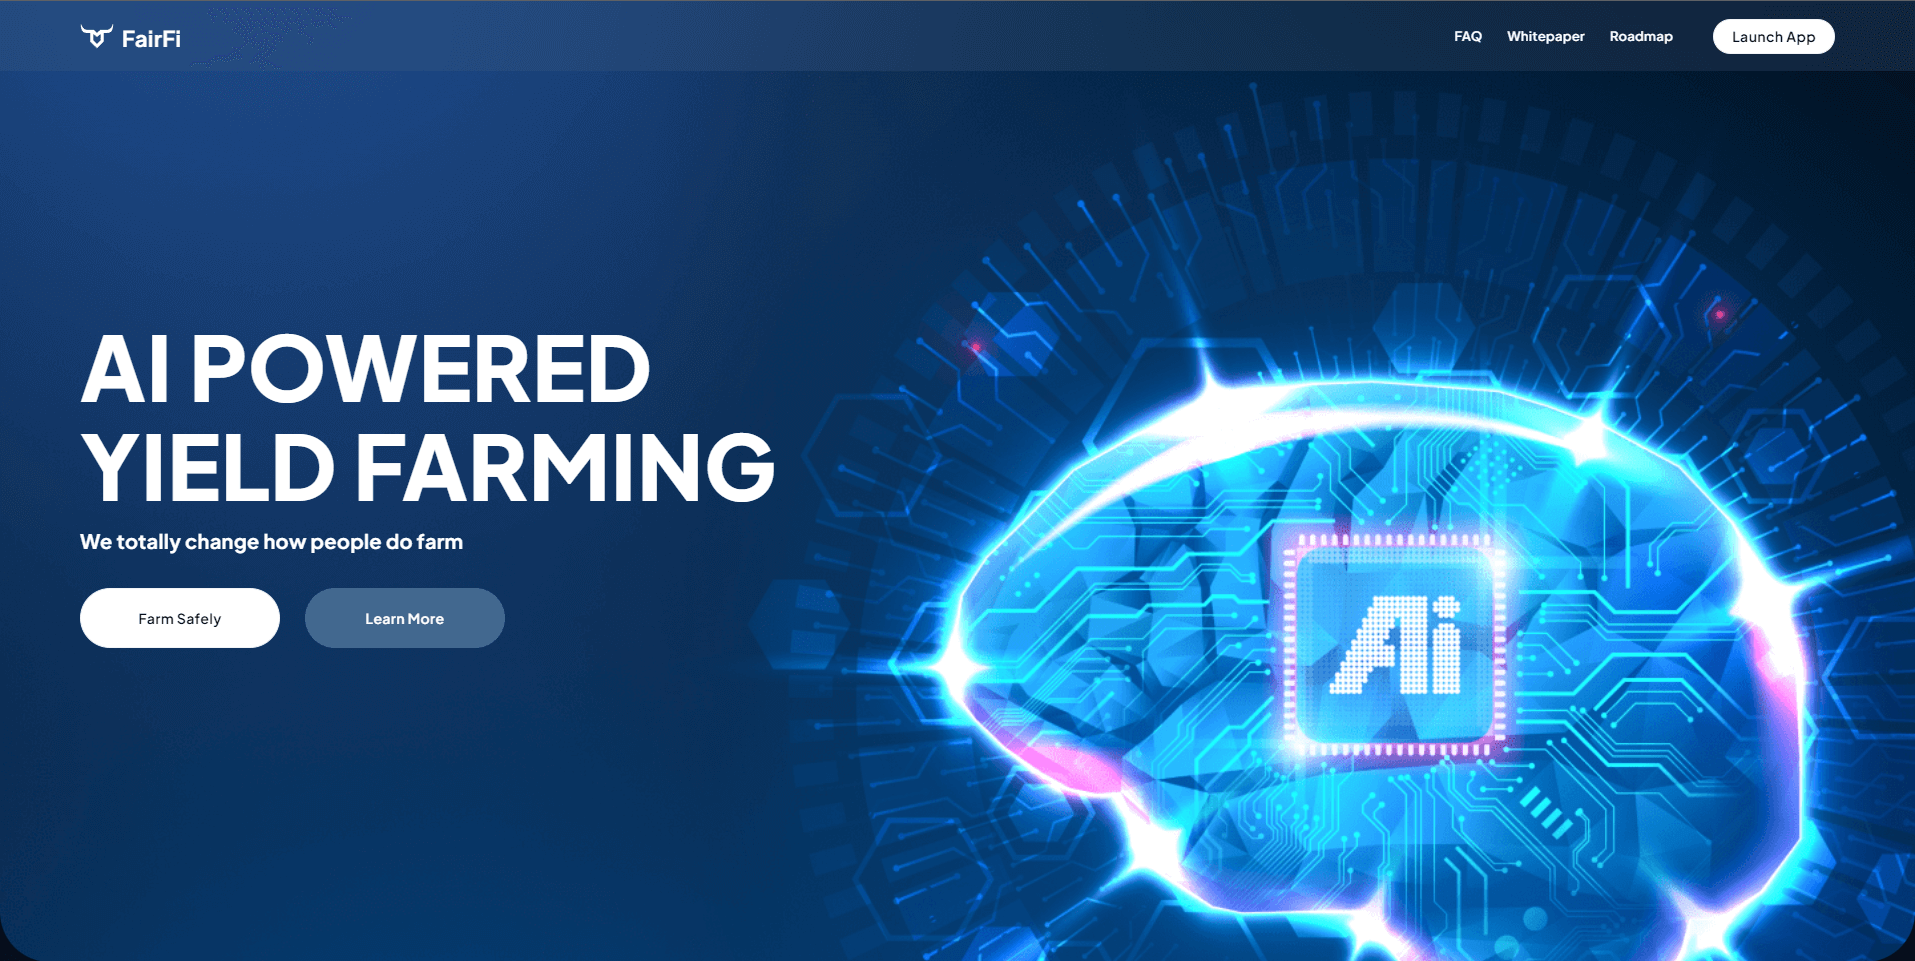 FairFi
FAQ Whitepaper Roadmap Launch App
AI POWERED
YIELD FARMING
We totally change how people do farm
Farm Safely Learn More
Ai